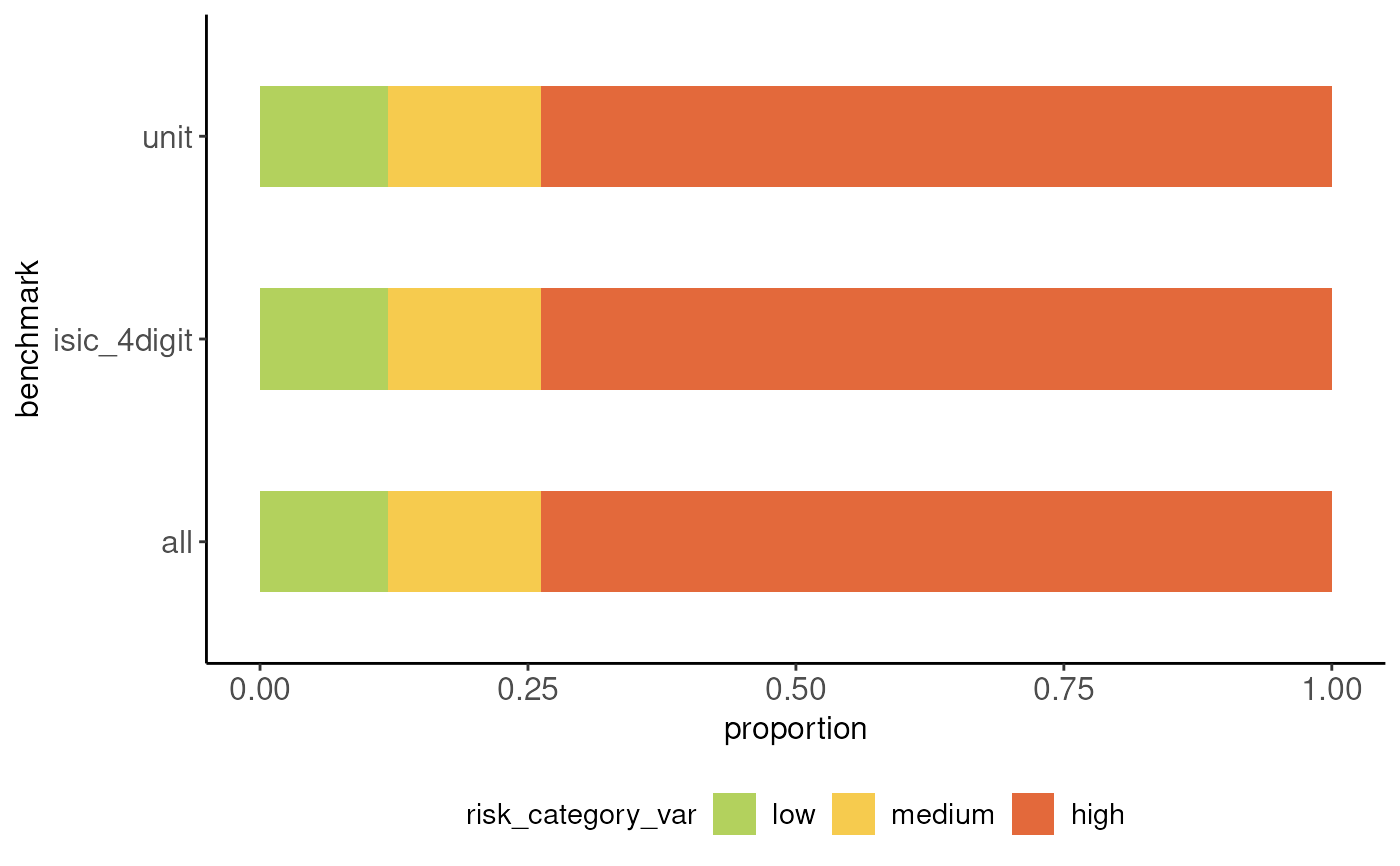 benchmark
unit
isic_4digit
all
0.00 0.25 0.50 0.75 1.00
proportion
risk_category_var low medium high